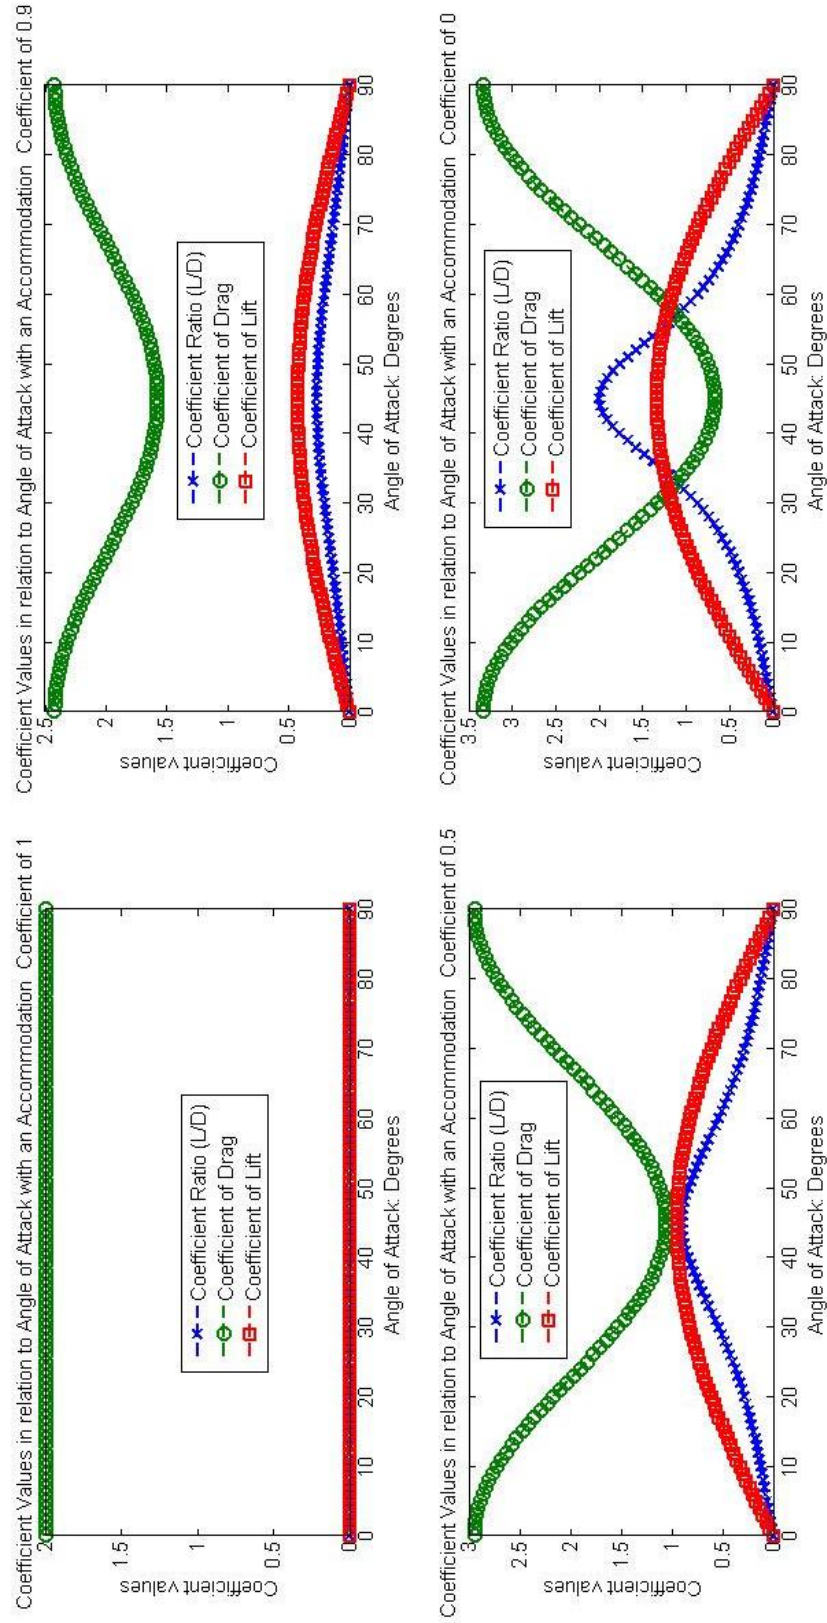 Coefficient Values in relation to Angle of Attack with an Accommodation Coefficient of 1
2
1.5
1
0.5
0
Coefficient values
Coefficient Ratio (L/D)
Coefficient of Drag
Coefficient of Lift
0 10 20 30 40 50 60 70 80 90
Angle of Attack: Degrees
Coefficient Values in relation to Angle of Attack with an Accommodation Coefficient of 0.9
2.5
2
1.5
1
0.5
0
Coefficient values
Coefficient Ratio (L/D)
Coefficient of Drag
Coefficient of Lift
0 10 20 30 40 50 60 70 80 90
Angle of Attack: Degrees
Coefficient Values in relation to Angle of Attack with an Accommodation Coefficient of 0.5
3
2.5
2
1.5
1
0.5
0
Coefficient values
Coefficient Ratio (L/D)
Coefficient of Drag
Coefficient of Lift
0 10 20 30 40 50 60 70 80 90
Angle of Attack: Degrees
Coefficient Values in relation to Angle of Attack with an Accommodation Coefficient of 0
3.5
3
2.5
2
1.5
1
0.5
0
Coefficient values
Coefficient Ratio (L/D)
Coefficient of Drag
Coefficient of Lift
0 10 20 30 40 50 60 70 80 90
Angle of Attack: Degrees